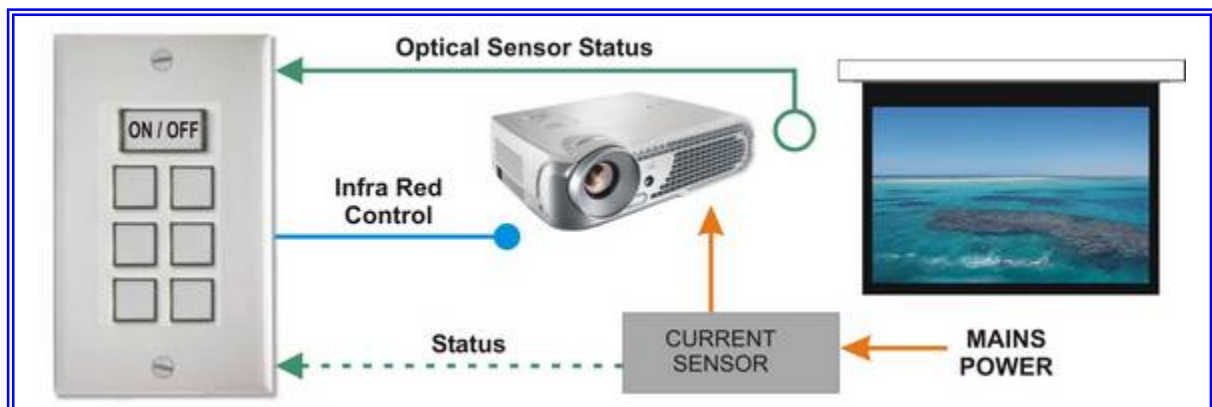 Optical Sensor Status
ON / OFF
Infra Red
Control
Status
CURRENT
SENSOR
MAINS
POWER